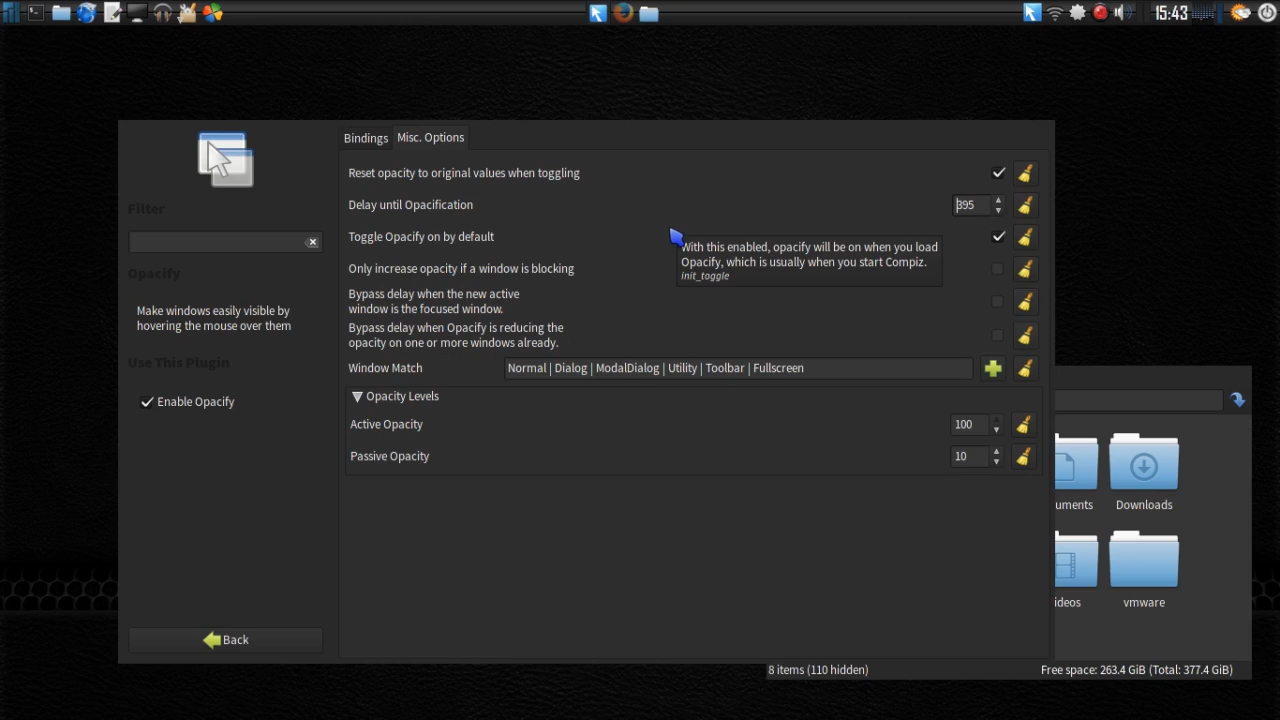 15:43
Bindings
Misc. Options
Filter
Opacify
Make windows easily visible by
hovering the mouse over them
Use This Plugin
Enable Opacify
Back
Reset opacity to original values when toggling
Delay until Opacification
395
Toggle Opacify on by default
With this enabled, opacify will be on when you load
Opacify, which is usually when you start Compiz.
init_toggle
Only increase opacity if a window is blocking
Bypass delay when the new active
window is the focused window.
Bypass delay when Opacify is reducing the
opacity on one or more windows already.
Window Match
Normal | Dialog | ModalDialog | Utility | Toolbar | Fullscreen
Opacity Levels
Active Opacity
100
Passive Opacity
10
uments
Downloads
ideos
vmware
8 items (110 hidden)
Free space: 263.4 GiB (Total: 377.4 GiB)